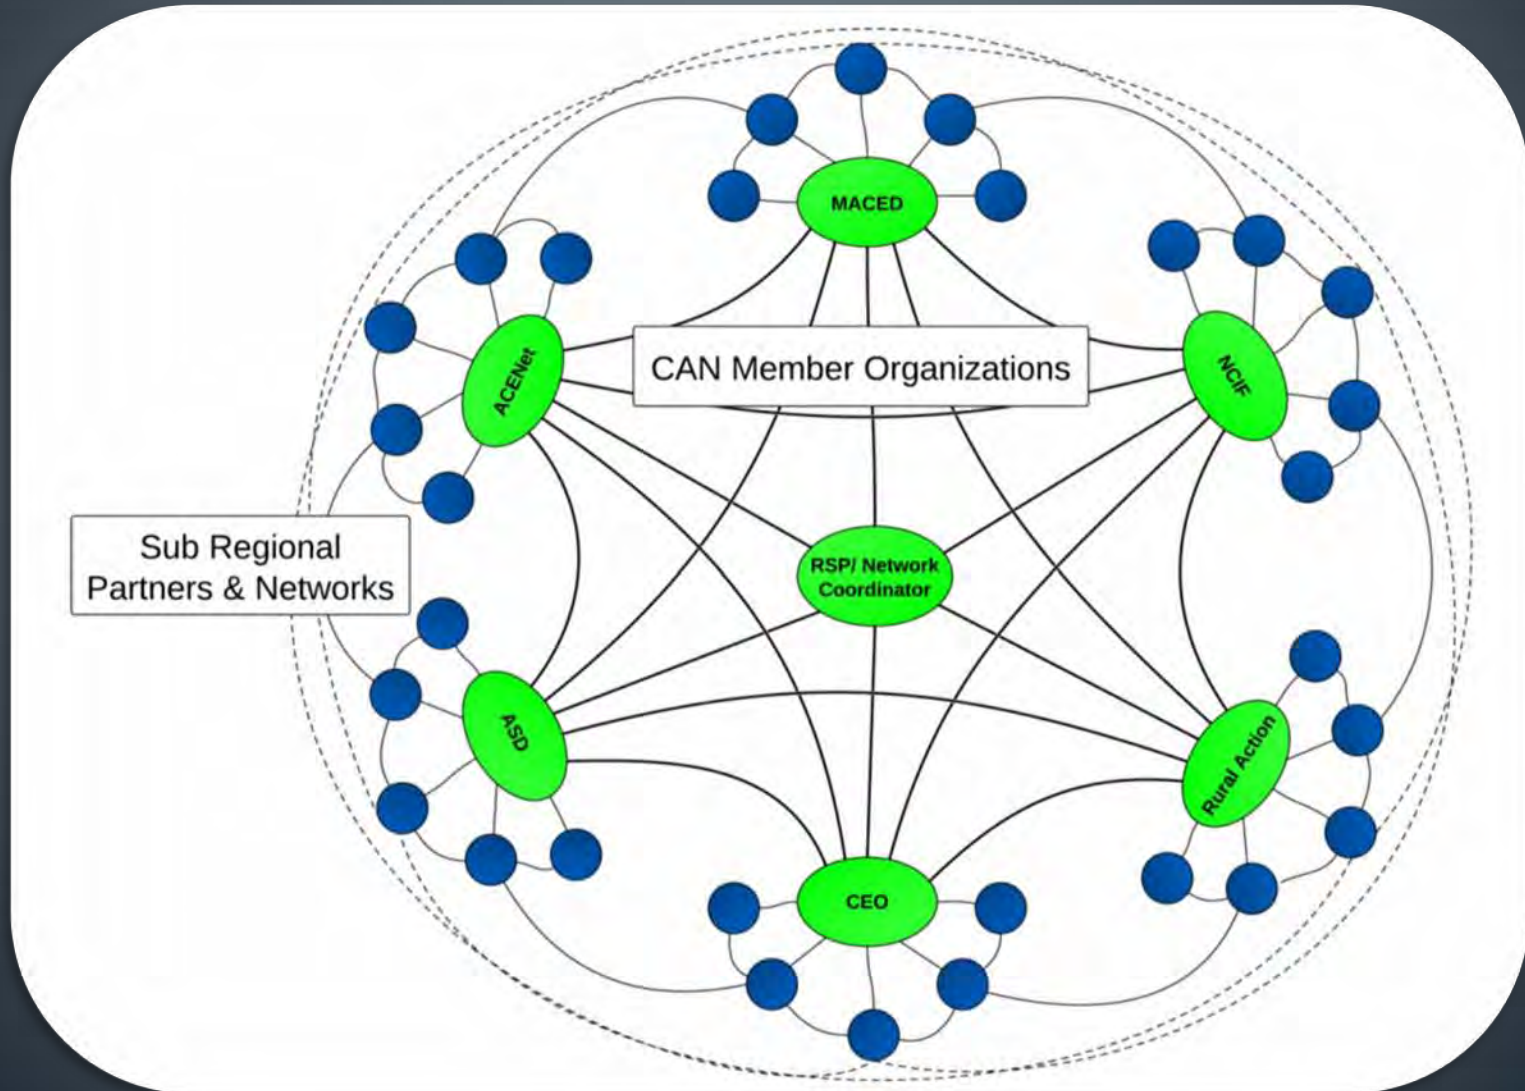 MACED
ACENet
CAN Member Organizations
NCIF
Sub Regional
Partners & Networks
RSP/ Network
Coordinator
ASD
Rural Action
CEO